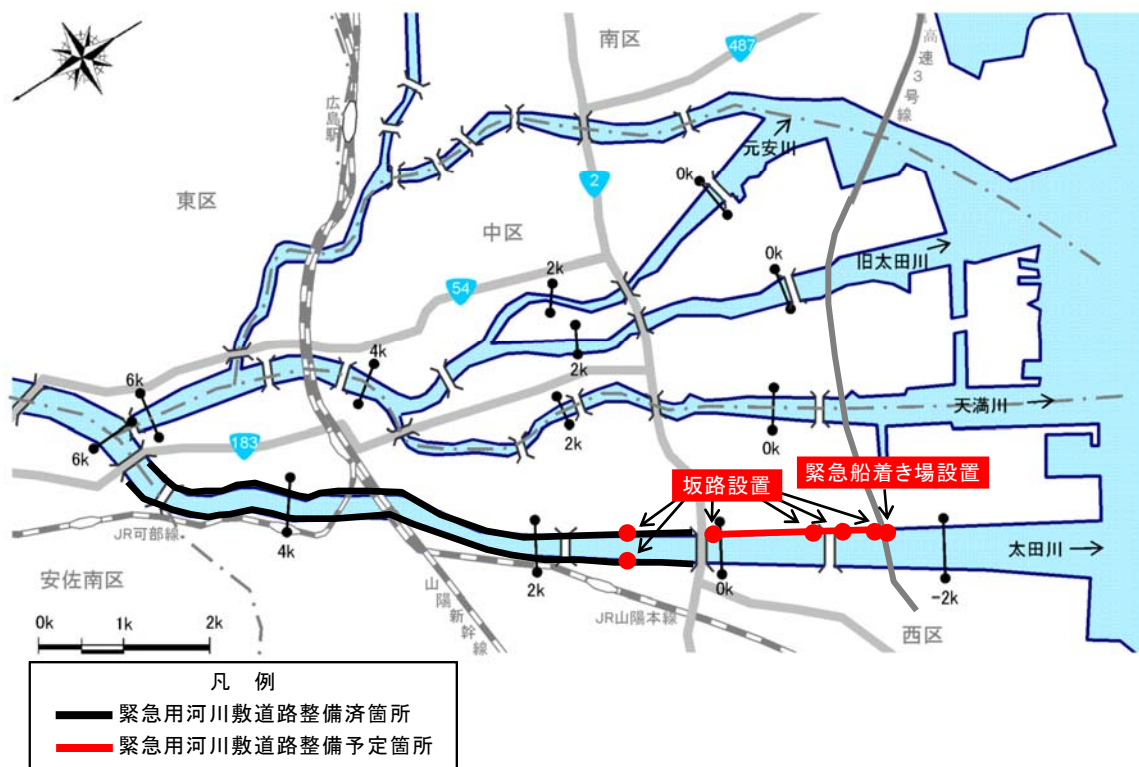 南区
487
高速3号線
広島駅
元安川
0k
2
東区
中区
0k
旧太田川
2k
54
2k
4k
6k
天満川
2k
0k
6k
183
緊急船着き場設置
坂路設置
JR可部線
4k
太田川
安佐南区
2k
0k
-2k
山陽新幹線
JR山陽本線
西区
0k 1k 2k
凡 例
緊急用河川敷道路整備済箇所
緊急用河川敷道路整備予定箇所